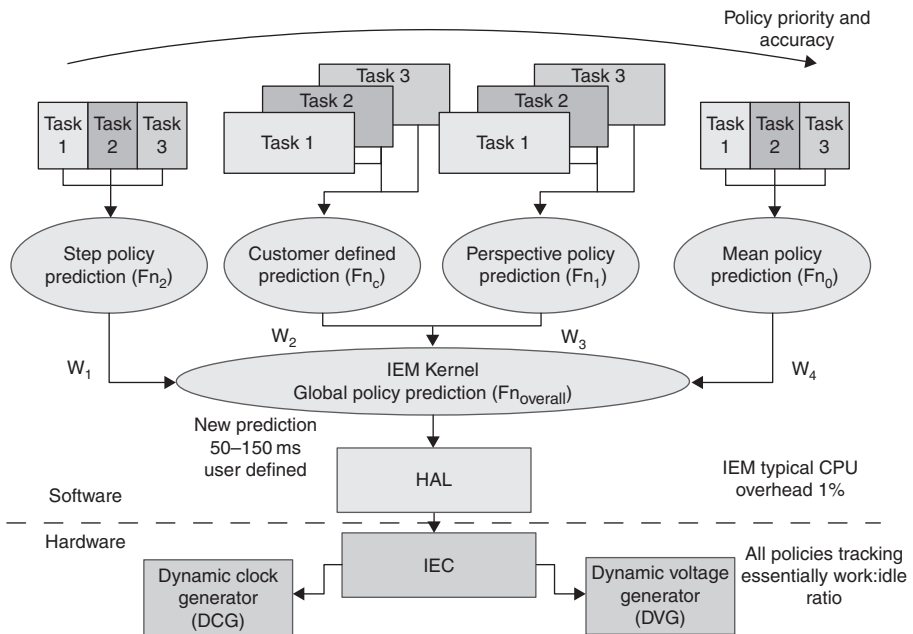 Policy priority and
accuracy
Task
1
Task
2
Task
3
Task 3
Task 2
Task 1
Task 3
Task 2
Task 1
Task
1
Task
2
Task
3
Step policy
prediction (Fn₂)
Customer defined
prediction (Fn_c)
Perspective policy
prediction (Fn₁)
Mean policy
prediction (Fn₀)
W₁
W₂
W₃
W₄
IEM Kernel
Global policy prediction (Fn_overall)
New prediction
50–150 ms
user defined
HAL
IEM typical CPU
overhead 1%
Software
Hardware
IEC
Dynamic clock
generator
(DCG)
Dynamic voltage
generator
(DVG)
All policies tracking
essentially work:idle
ratio